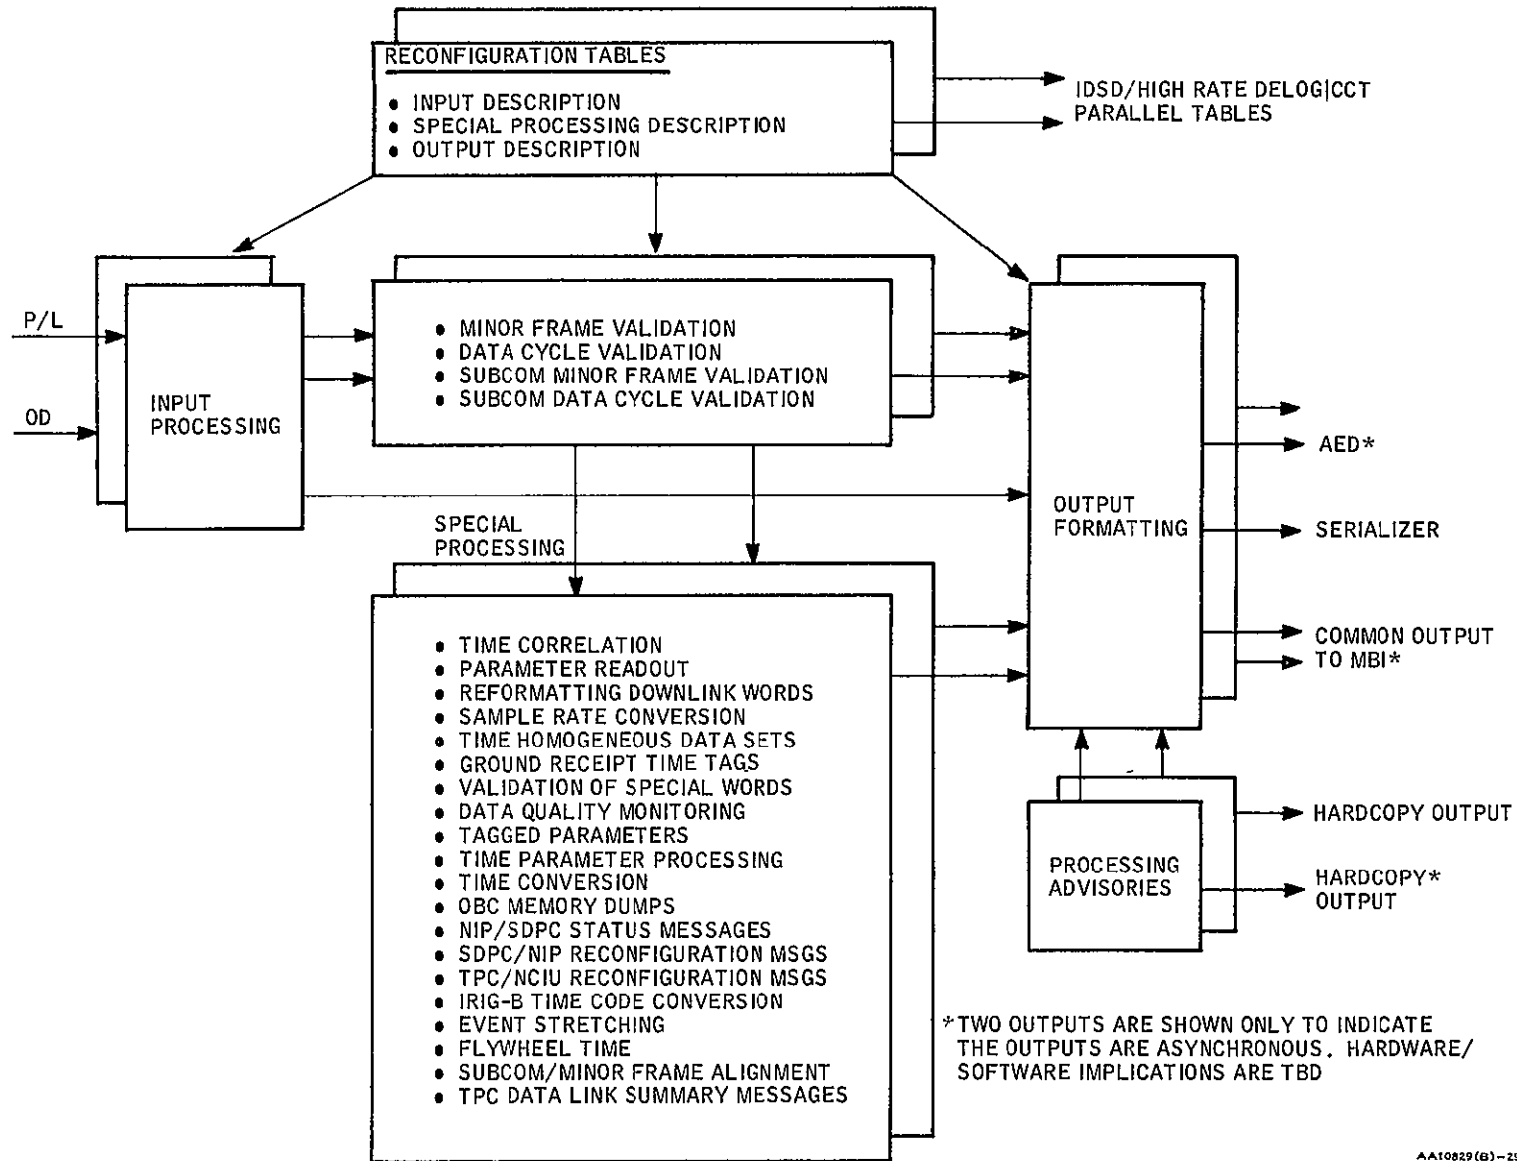 RECONFIGURATION TABLES
• INPUT DESCRIPTION
• SPECIAL PROCESSING DESCRIPTION
• OUTPUT DESCRIPTION
IDSD/HIGH RATE DELOG|CCT
PARALLEL TABLES
P/L
OD
INPUT
PROCESSING
• MINOR FRAME VALIDATION
• DATA CYCLE VALIDATION
• SUBCOM MINOR FRAME VALIDATION
• SUBCOM DATA CYCLE VALIDATION
SPECIAL
PROCESSING
• TIME CORRELATION
• PARAMETER READOUT
• REFORMATTING DOWNLINK WORDS
• SAMPLE RATE CONVERSION
• TIME HOMOGENEOUS DATA SETS
• GROUND RECEIPT TIME TAGS
• VALIDATION OF SPECIAL WORDS
• DATA QUALITY MONITORING
• TAGGED PARAMETERS
• TIME PARAMETER PROCESSING
• TIME CONVERSION
• OBC MEMORY DUMPS
• NIP/SDPC STATUS MESSAGES
• SDPC/NIP RECONFIGURATION MSGS
• TPC/NCIU RECONFIGURATION MSGS
• IRIG-B TIME CODE CONVERSION
• EVENT STRETCHING
• FLYWHEEL TIME
• SUBCOM/MINOR FRAME ALIGNMENT
• TPC DATA LINK SUMMARY MESSAGES
OUTPUT
FORMATTING
AED*
SERIALIZER
COMMON OUTPUT
TO MBI*
PROCESSING
ADVISORIES
HARDCOPY OUTPUT
HARDCOPY*
OUTPUT
*TWO OUTPUTS ARE SHOWN ONLY TO INDICATE
THE OUTPUTS ARE ASYNCHRONOUS. HARDWARE/
SOFTWARE IMPLICATIONS ARE TBD